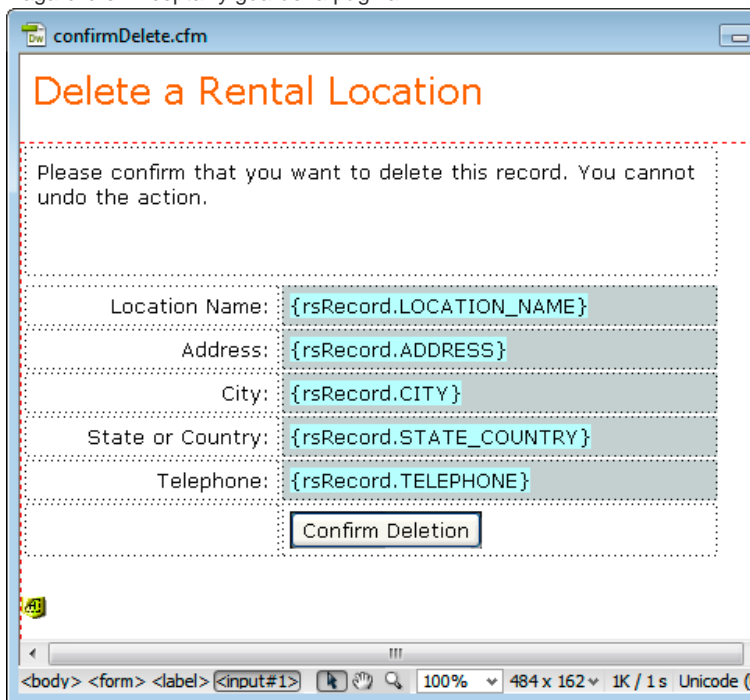 confirmDelete.cfm
Delete a Rental Location
Please confirm that you want to delete this record. You cannot
undo the action.
Location Name: {rsRecord.LOCATION_NAME}
Address: {rsRecord.ADDRESS}
City: {rsRecord.CITY}
State or Country: {rsRecord.STATE_COUNTRY}
Telephone: {rsRecord.TELEPHONE}
Confirm Deletion
<body> <form> <label> <input#1> 100% 484 x 162 1K / 1 s Unicode (